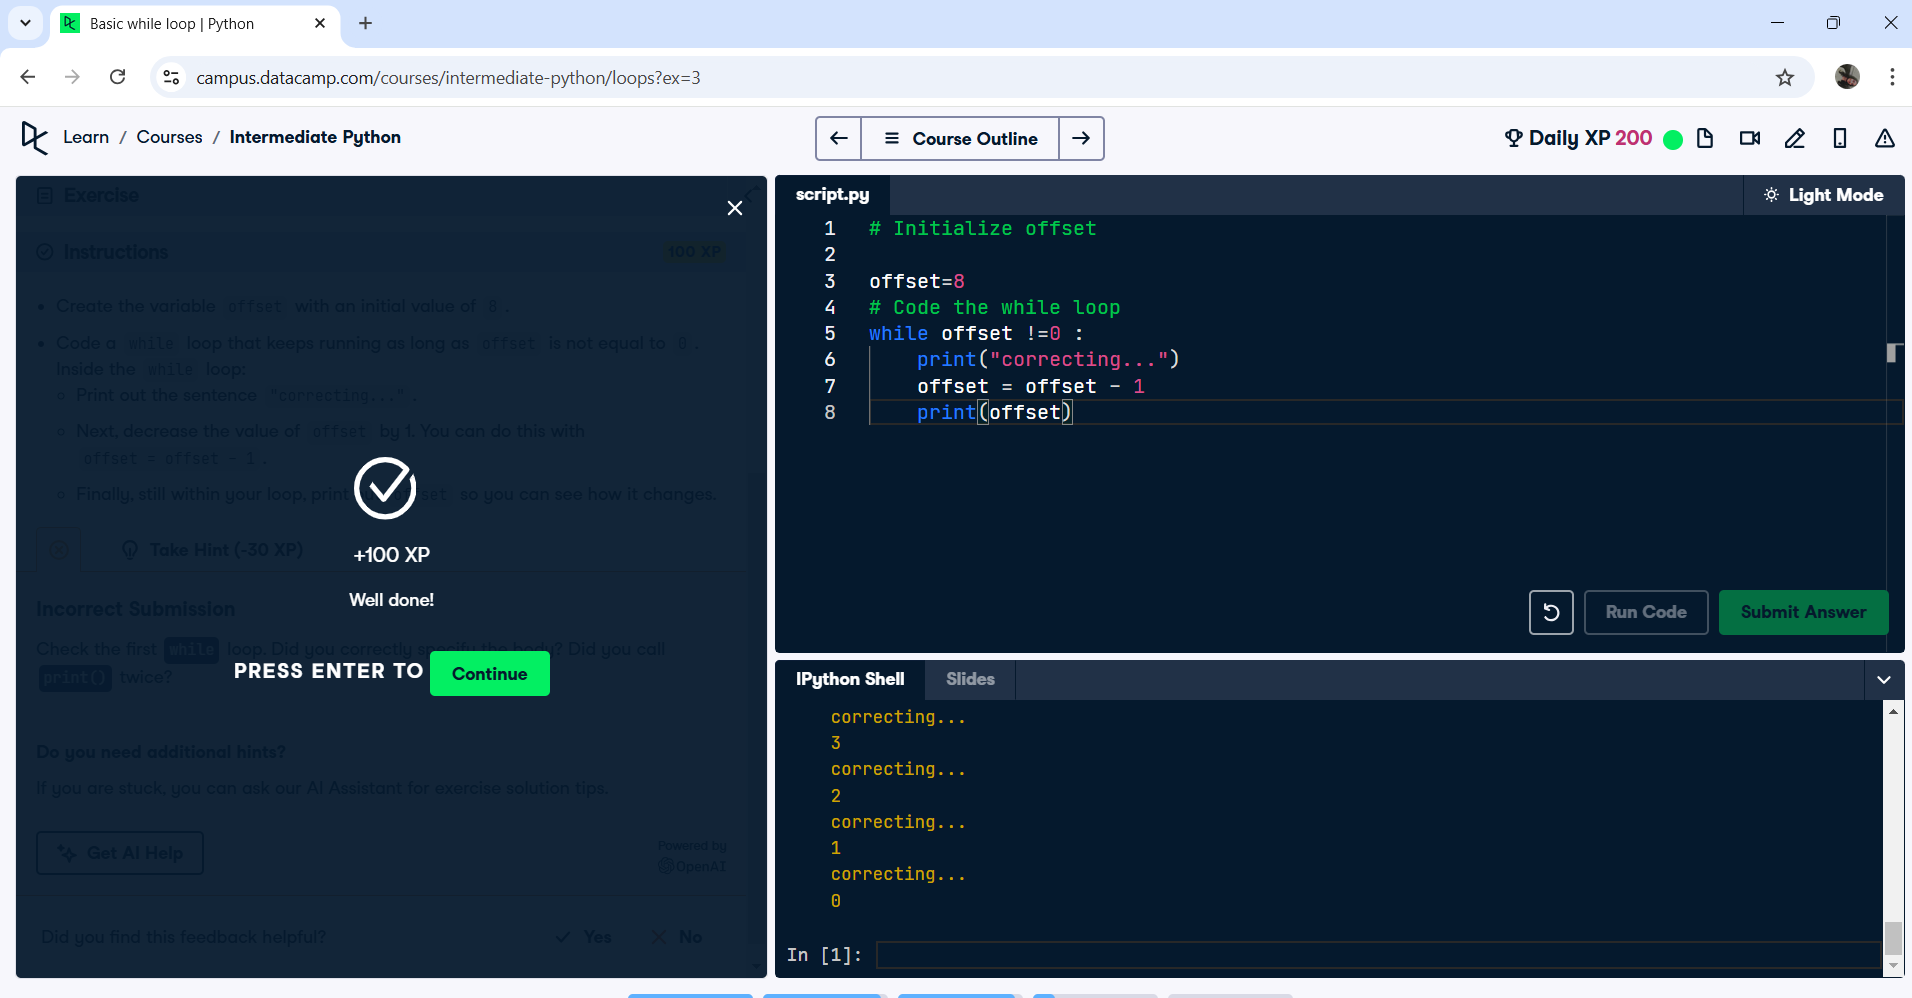 Basic while loop | Python
campus.datacamp.com/courses/intermediate-python/loops?ex=3
Learn / Courses / Intermediate Python
Course Outline
Daily XP 200
Exercise
Instructions
100 XP
Create the variable offset with an initial value of 8 .
Code a while loop that keeps running as long as offset is not equal to 0 .
Inside the while loop:
Print out the sentence "correcting..." .
Next, decrease the value of offset by 1. You can do this with
offset = offset - 1 .
Finally, still within your loop, print so you can see how it changes.
Take Hint (-30 XP)
+100 XP
Well done!
Incorrect Submission
Check the first while loop. Did you correctly specify the body? Did you call
print() twice?
PRESS ENTER TO Continue
Do you need additional hints?
If you are stuck, you can ask our AI Assistant for exercise solution tips.
Get AI Help
Powered by
OpenAI
Did you find this feedback helpful?
Yes
No
script.py
Light Mode
1 # Initialize offset
2
3 offset=8
4 # Code the while loop
5 while offset !=0 :
6 print("correcting...")
7 offset = offset - 1
8 print(offset)
Run Code
Submit Answer
IPython Shell
Slides
correcting...
3
correcting...
2
correcting...
1
correcting...
0
In [1]: